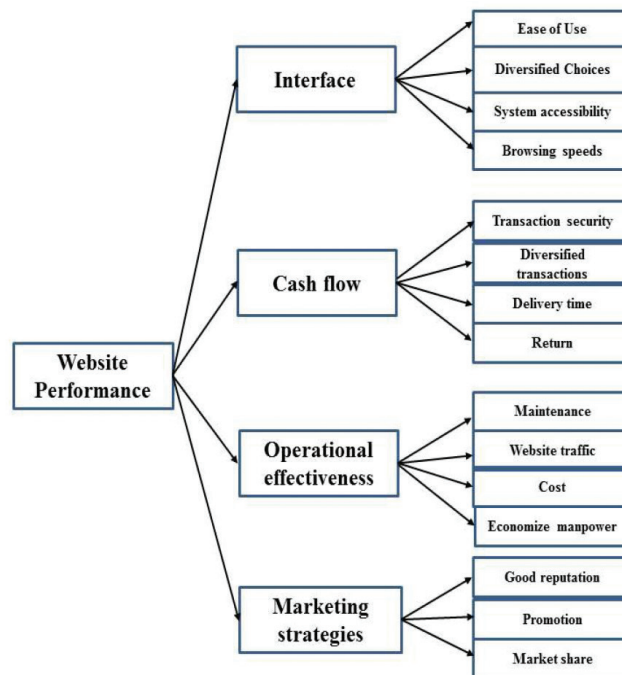 Website
Performance
Interface
Ease of Use
Diversified Choices
System accessibility
Browsing speeds
Cash flow
Transaction security
Diversified
transactions
Delivery time
Return
Operational
effectiveness
Maintenance
Website traffic
Cost
Economize manpower
Marketing
strategies
Good reputation
Promotion
Market share